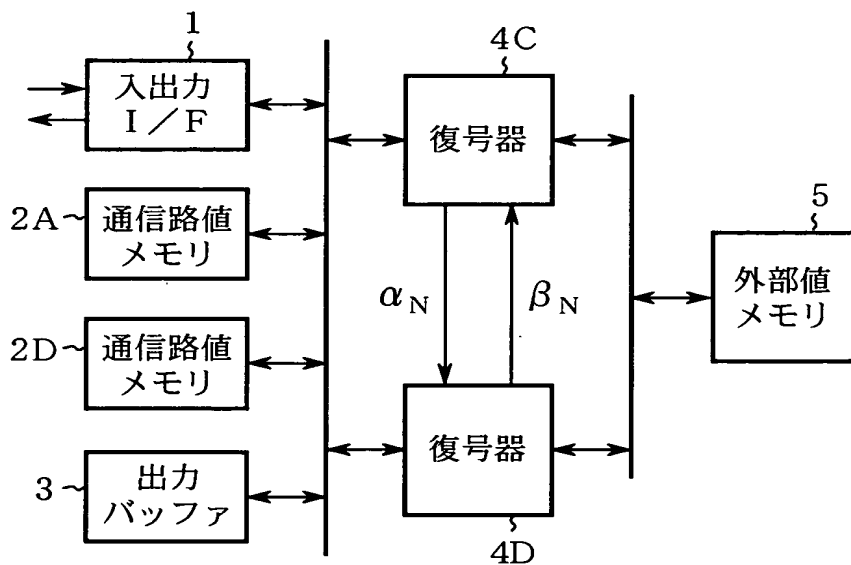 1
入出力
I／F
2A
通信路値
メモリ
2D
通信路値
メモリ
3
出力
バッファ
4C
復号器
αN
βN
復号器
4D
5
外部値
メモリ